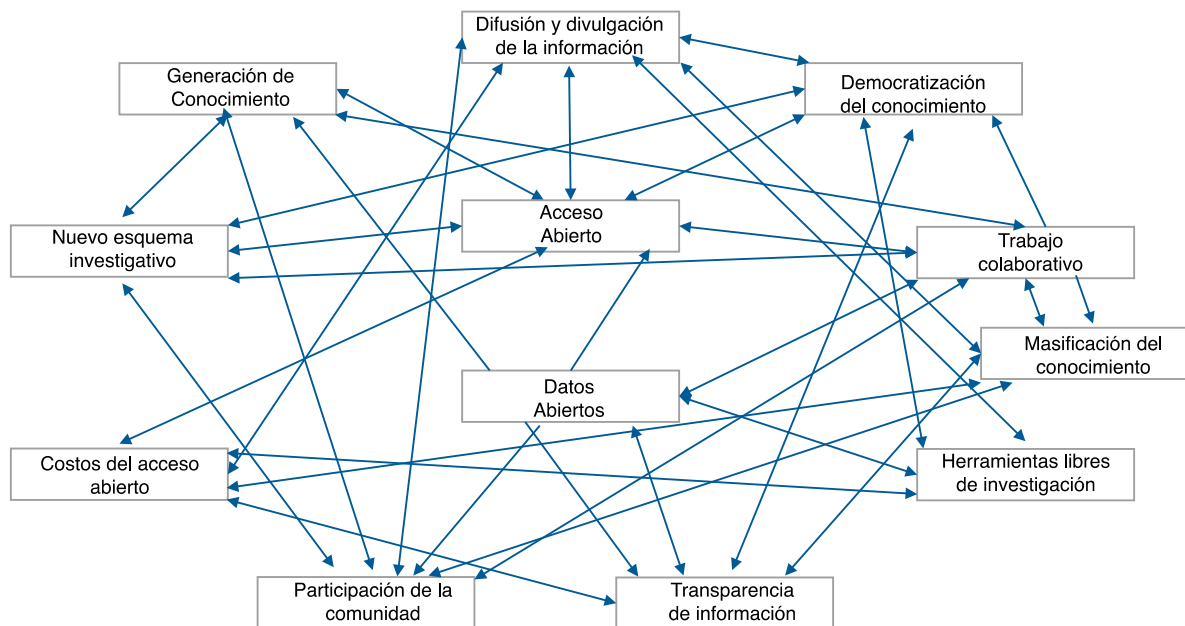 Difusión y divulgación
de la información
Generación de
Conocimiento
Democratización
del conocimiento
Acceso
Abierto
Nuevo esquema
investigativo
Trabajo
colaborativo
Masificación del
conocimiento
Datos
Abiertos
Costos del acceso
abierto
Herramientas libres
de investigación
Participación de la
comunidad
Transparencia
de información